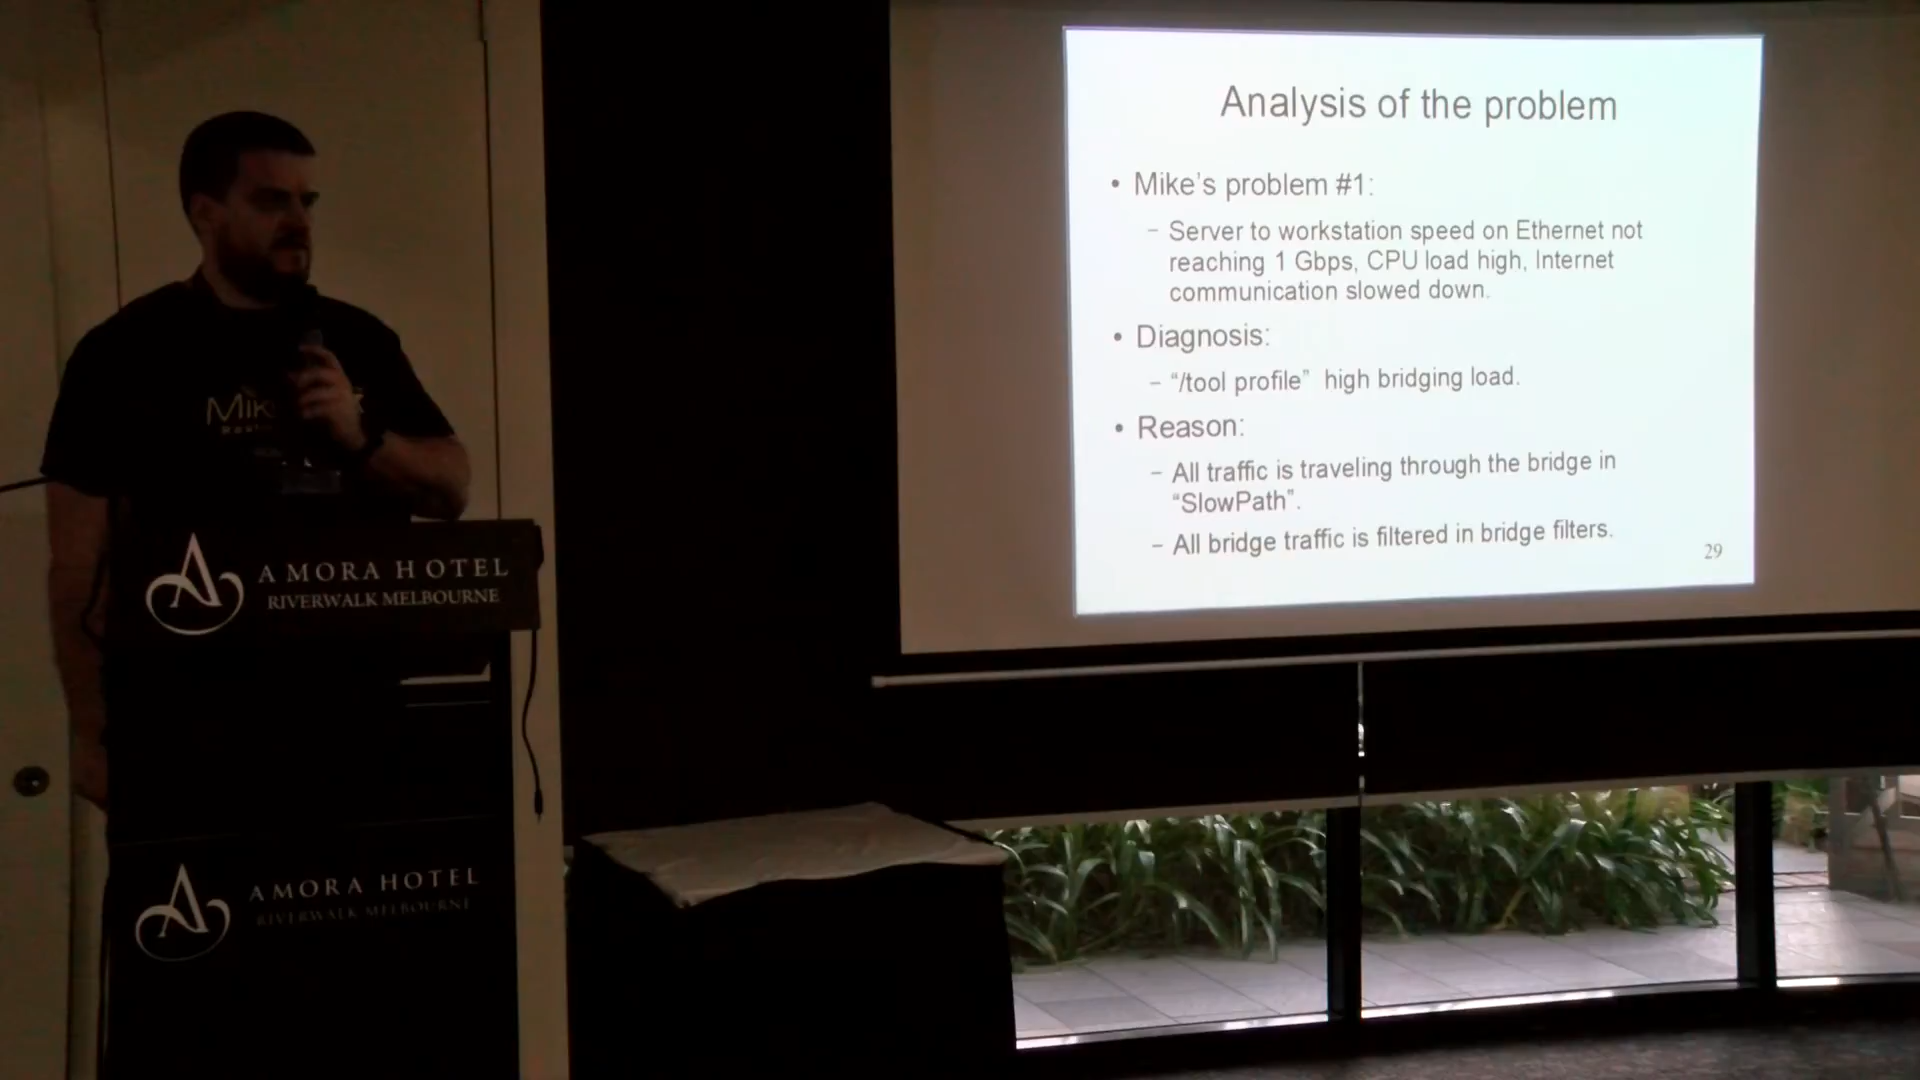 Analysis of the problem
• Mike's problem #1:
– Server to workstation speed on Ethernet not
reaching 1 Gbps, CPU load high, Internet
communication slowed down.
• Diagnosis:
– “/tool profile” high bridging load.
• Reason:
– All traffic is traveling through the bridge in
“SlowPath”.
– All bridge traffic is filtered in bridge filters.
29
Mik
AMORA HOTEL
RIVERWALK MELBOURNE
AMORA HOTEL
RIVERWALK MELBOURNE